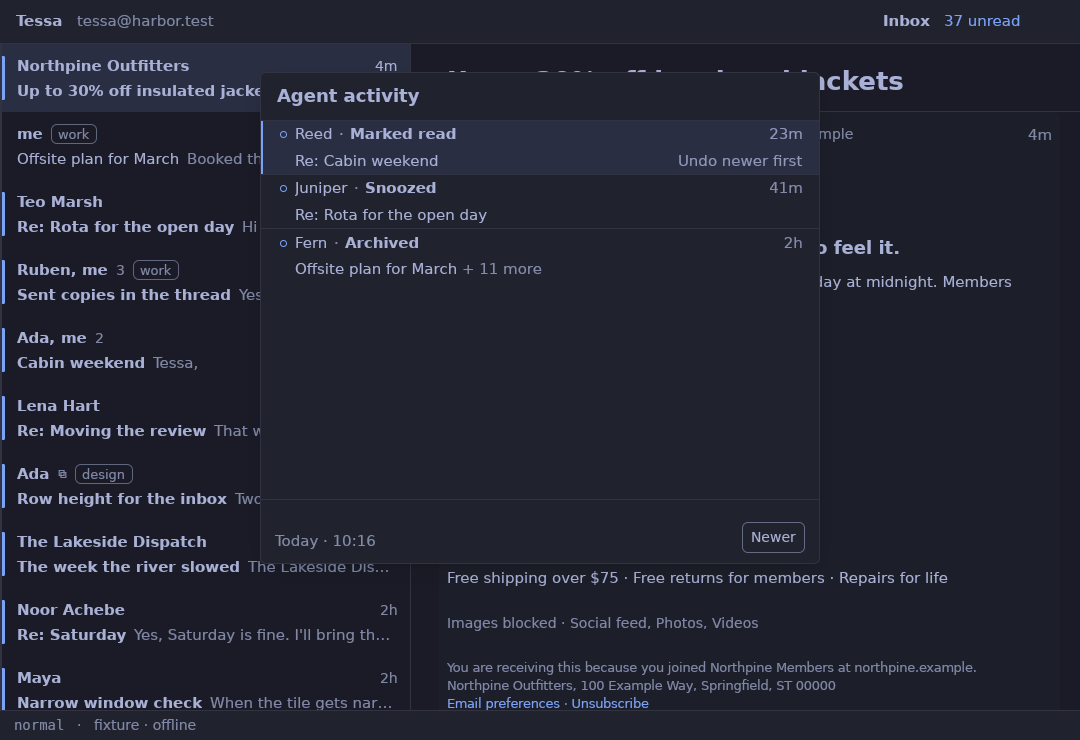 Tessa tessa@harbor.test
Inbox 37 unread
Northpine Outfitters 4m
Up to 30% off insulated
me work
Offsite plan for March Booked
Teo Marsh
Re: Rota for the open day Hi
Ruben, me 3 work
Sent copies in the thread Yes
Ada, me 2
Cabin weekend Tessa,
Lena Hart
Re: Moving the review That
Ada design
Row height for the inbox
The Lakeside Dispatch
The week the river slowed The Lakeside Dis…
Noor Achebe 2h
Re: Saturday Yes, Saturday is fine. I'll bring th…
Maya 2h
Narrow window check When the tile gets nar…
Agent activity
Reed · Marked read 23m
Re: Cabin weekend Undo newer first
Juniper · Snoozed 41m
Re: Rota for the open day
Fern · Archived 2h
Offsite plan for March + 11 more
Today · 10:16 Newer
4m
feel it.
at midnight. Members
Free shipping over $75 · Free returns for members · Repairs for life
Images blocked · Social feed, Photos, Videos
You are receiving this because you joined Northpine Members at northpine.example.
Northpine Outfitters, 100 Example Way, Springfield, ST 00000
Email preferences · Unsubscribe
normal · fixture · offline